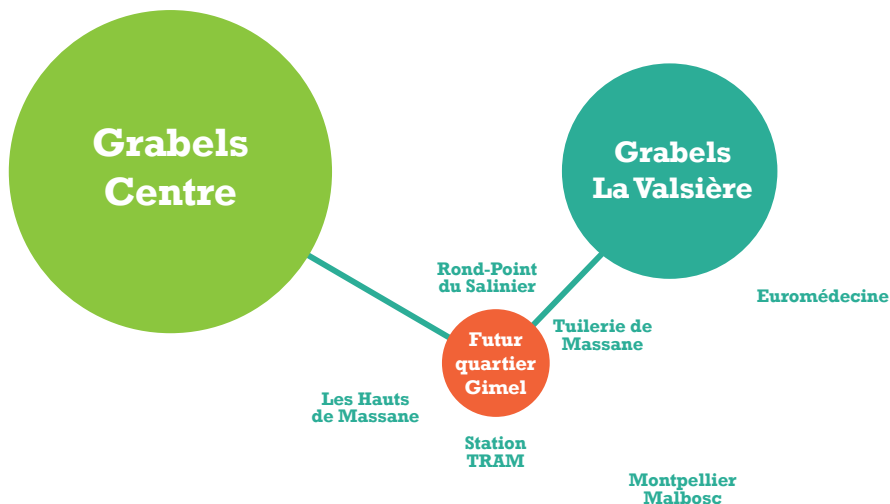 Grabels
Centre
Grabels
La Valsière
Rond-Point
du Salinier
Euromédecine
Tuilerie de
Massane
Futur
quartier
Gimel
Les Hauts
de Massane
Station
TRAM
Montpellier
Malbosc